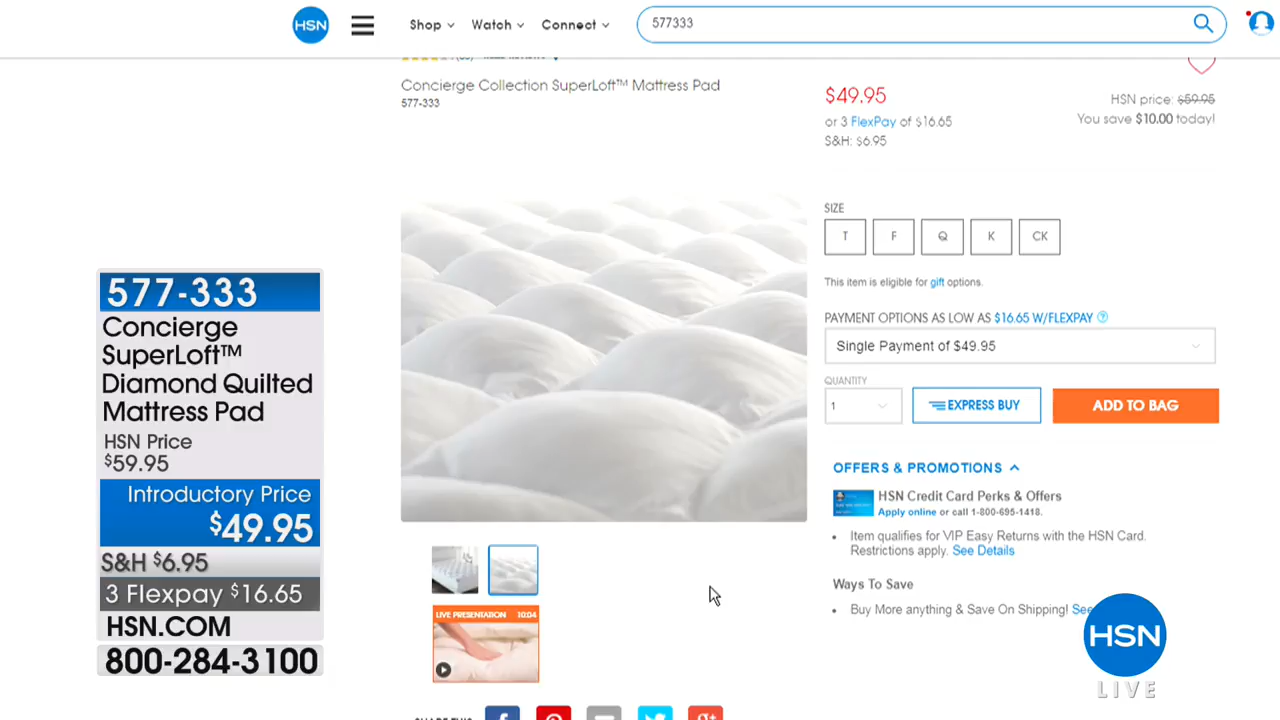 HSN
Shop
Watch
Connect
577333
Concierge Collection SuperLoft™ Mattress Pad
577-333
$49.95
or 3 FlexPay of $16.65
S&H: $6.95
HSN price: $59.95
You save $10.00 today!
SIZE
T
F
Q
K
CK
This item is eligible for gift options.
PAYMENT OPTIONS AS LOW AS $16.65 W/FLEXPAY ?
Single Payment of $49.95
QUANTITY
1
EXPRESS BUY
ADD TO BAG
OFFERS & PROMOTIONS
HSN Credit Card Perks & Offers
Apply online or call 1-800-695-1418.
• Item qualifies for VIP Easy Returns with the HSN Card.
Restrictions apply. See Details
Ways To Save
• Buy More anything & Save On Shipping! See
LIVE PRESENTATION 10:04
SHARE THIS
577-333
Concierge
SuperLoft™
Diamond Quilted
Mattress Pad
HSN Price
$59.95
Introductory Price
$49.95
S&H $6.95
3 Flexpay $16.65
HSN.COM
800-284-3100
HSN
LIVE